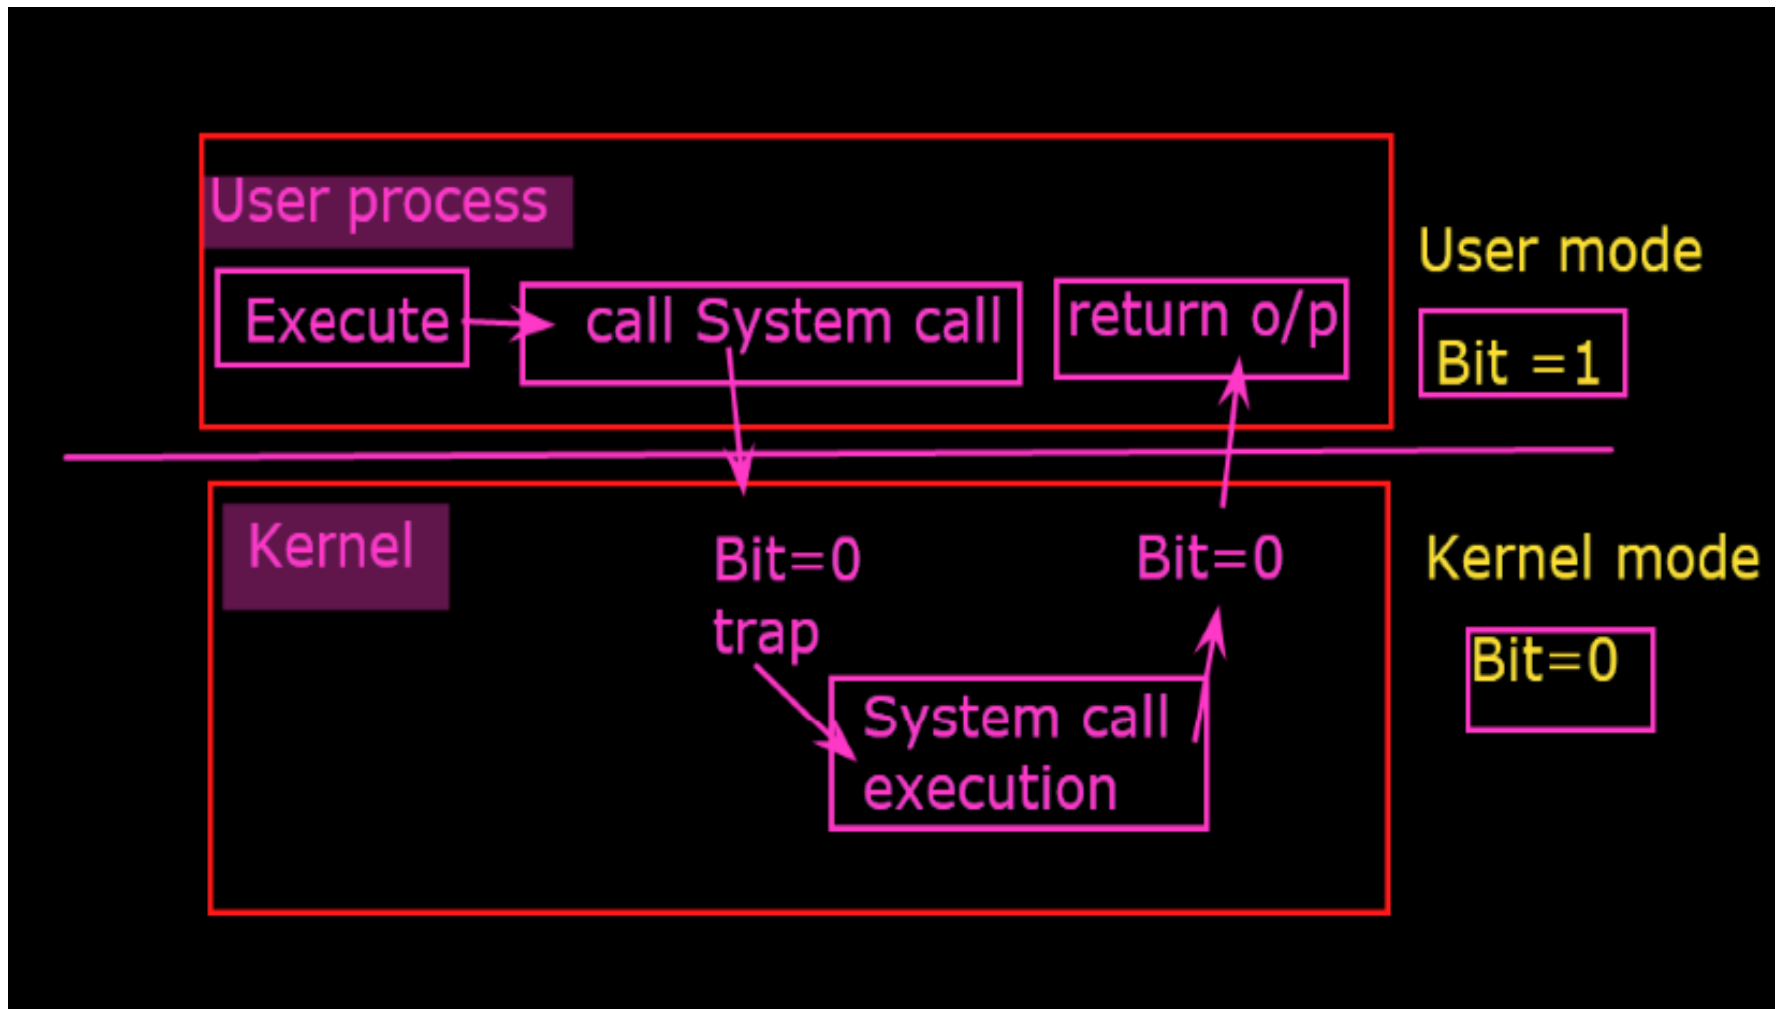 User process
Execute
call System call
return o/p
User mode
Bit =1
Kernel
Bit=0
trap
System call
execution
Bit=0
Kernel mode
Bit=0